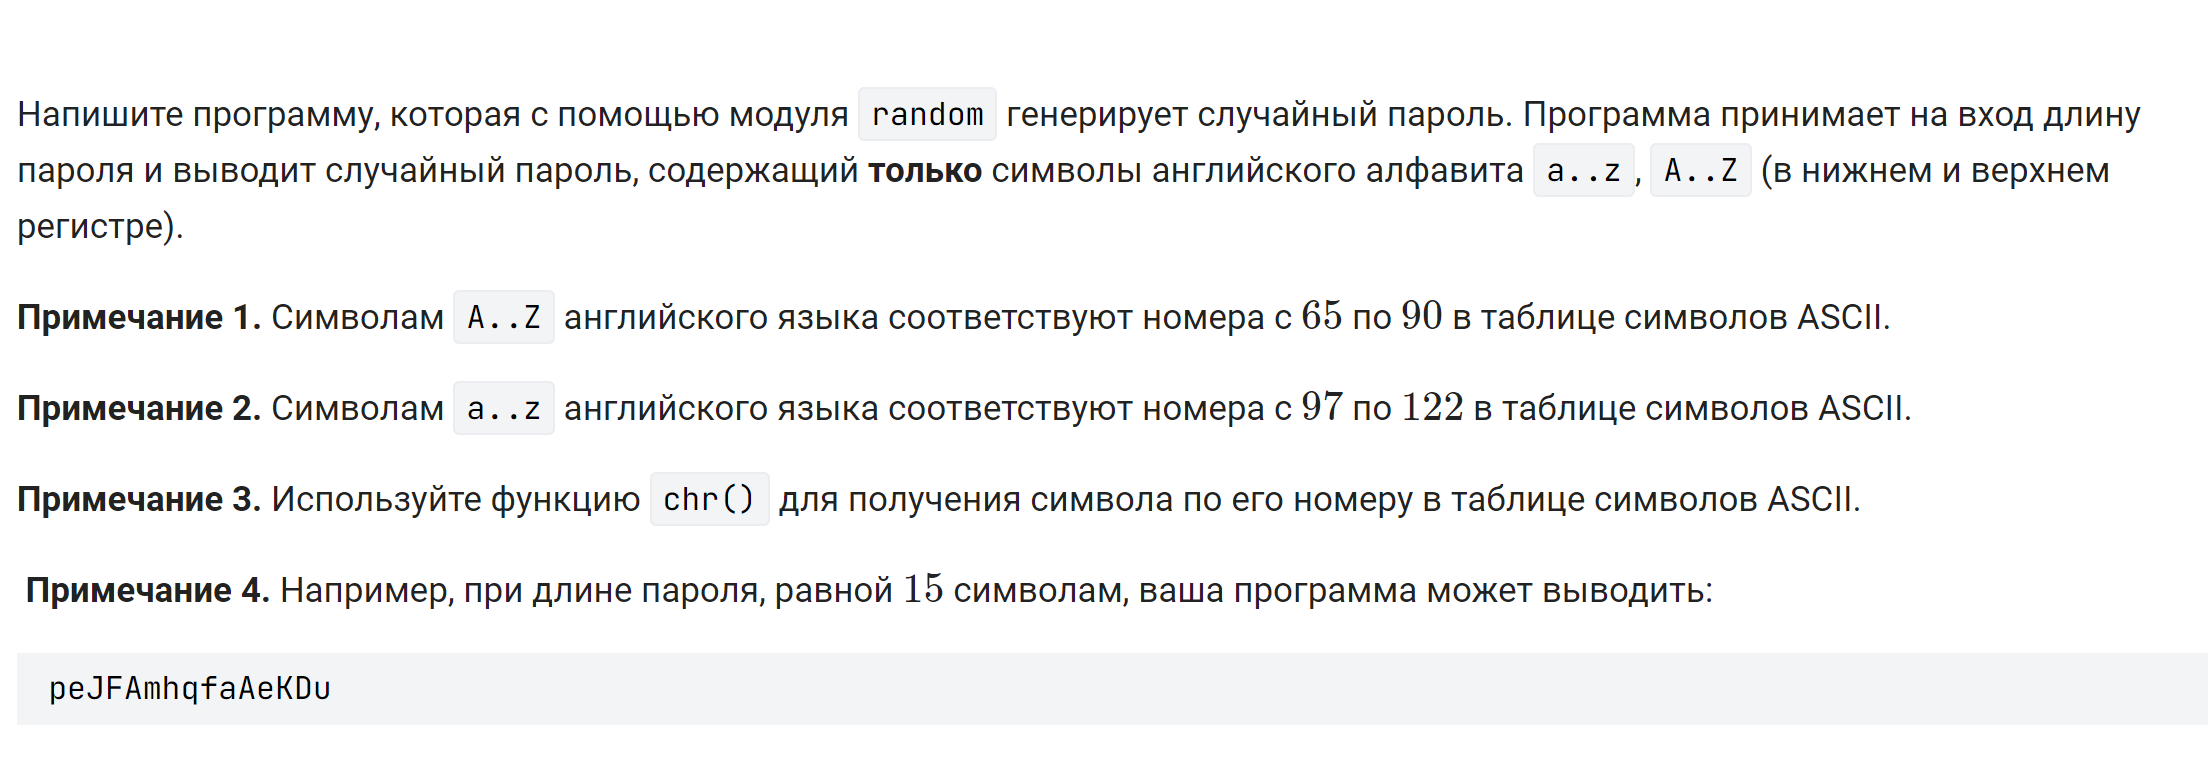 Напишите программу, которая с помощью модуля random генерирует случайный пароль. Программа принимает на вход длину
пароля и выводит случайный пароль, содержащий только символы английского алфавита a..z, A..Z (в нижнем и верхнем
регистре).
Примечание 1. Символам A..Z английского языка соответствуют номера с 65 по 90 в таблице символов ASCII.
Примечание 2. Символам a..z английского языка соответствуют номера с 97 по 122 в таблице символов ASCII.
Примечание 3. Используйте функцию chr() для получения символа по его номеру в таблице символов ASCII.
Примечание 4. Например, при длине пароля, равной 15 символам, ваша программа может выводить:
peJFAmhqfaAeKDu